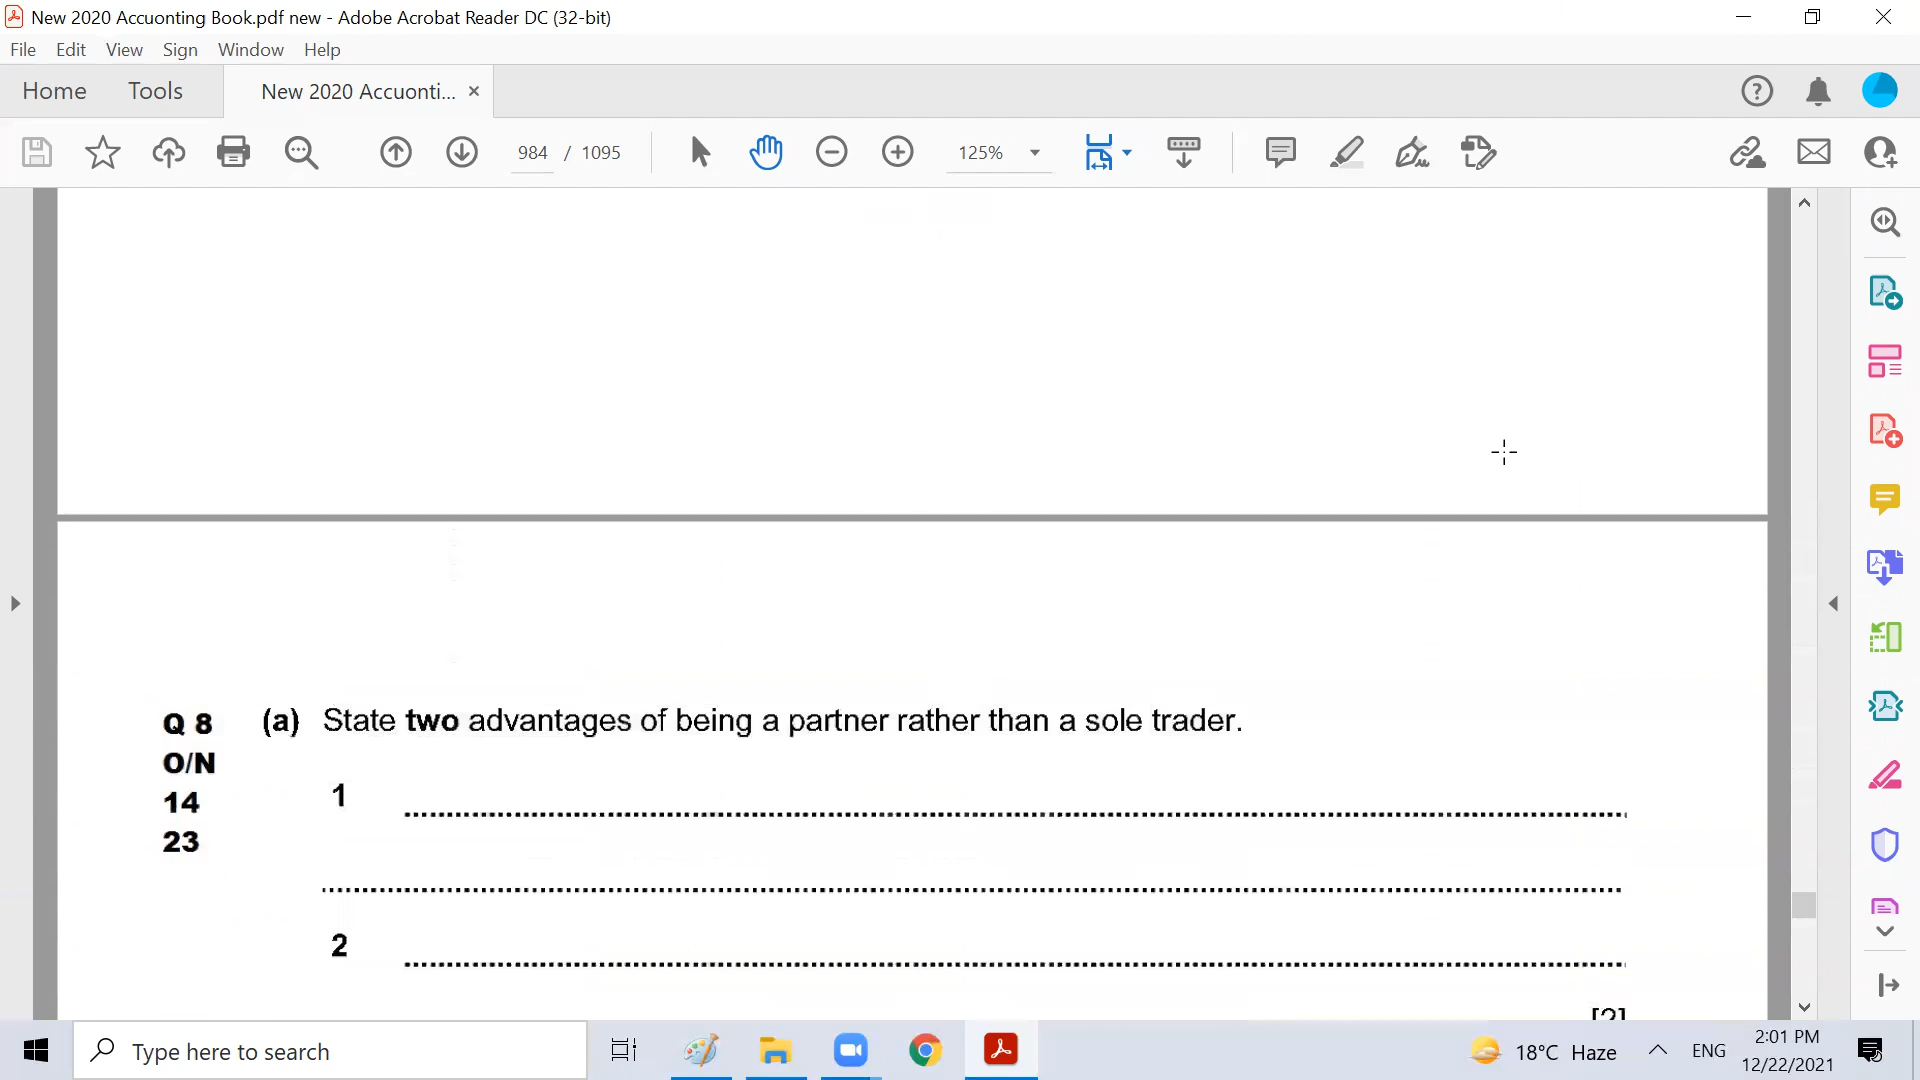 New 2020 Accuonting Book.pdf new - Adobe Acrobat Reader DC (32-bit)
File Edit View Sign Window Help
Home Tools New 2020 Accuonti... ×
984 / 1095 125%
Q 8 (a) State two advantages of being a partner rather than a sole trader.
O/N
14 1
23
2
[2]
Type here to search
18°C Haze ENG 2:01 PM
12/22/2021